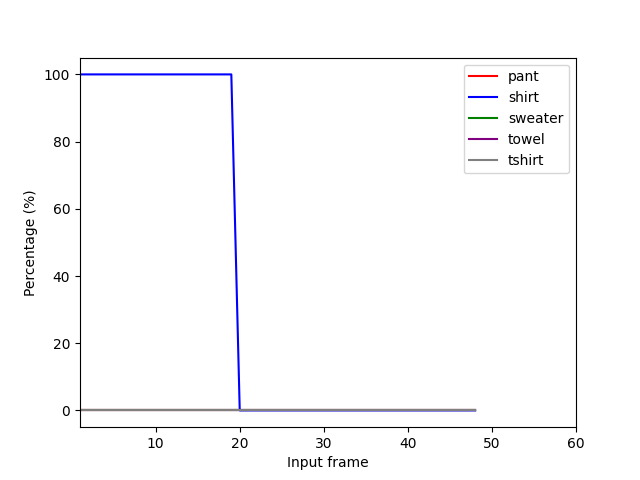 100
80
60
40
20
0
Percentage (%)
10 20 30 40 50 60
Input frame
pant
shirt
sweater
towel
tshirt